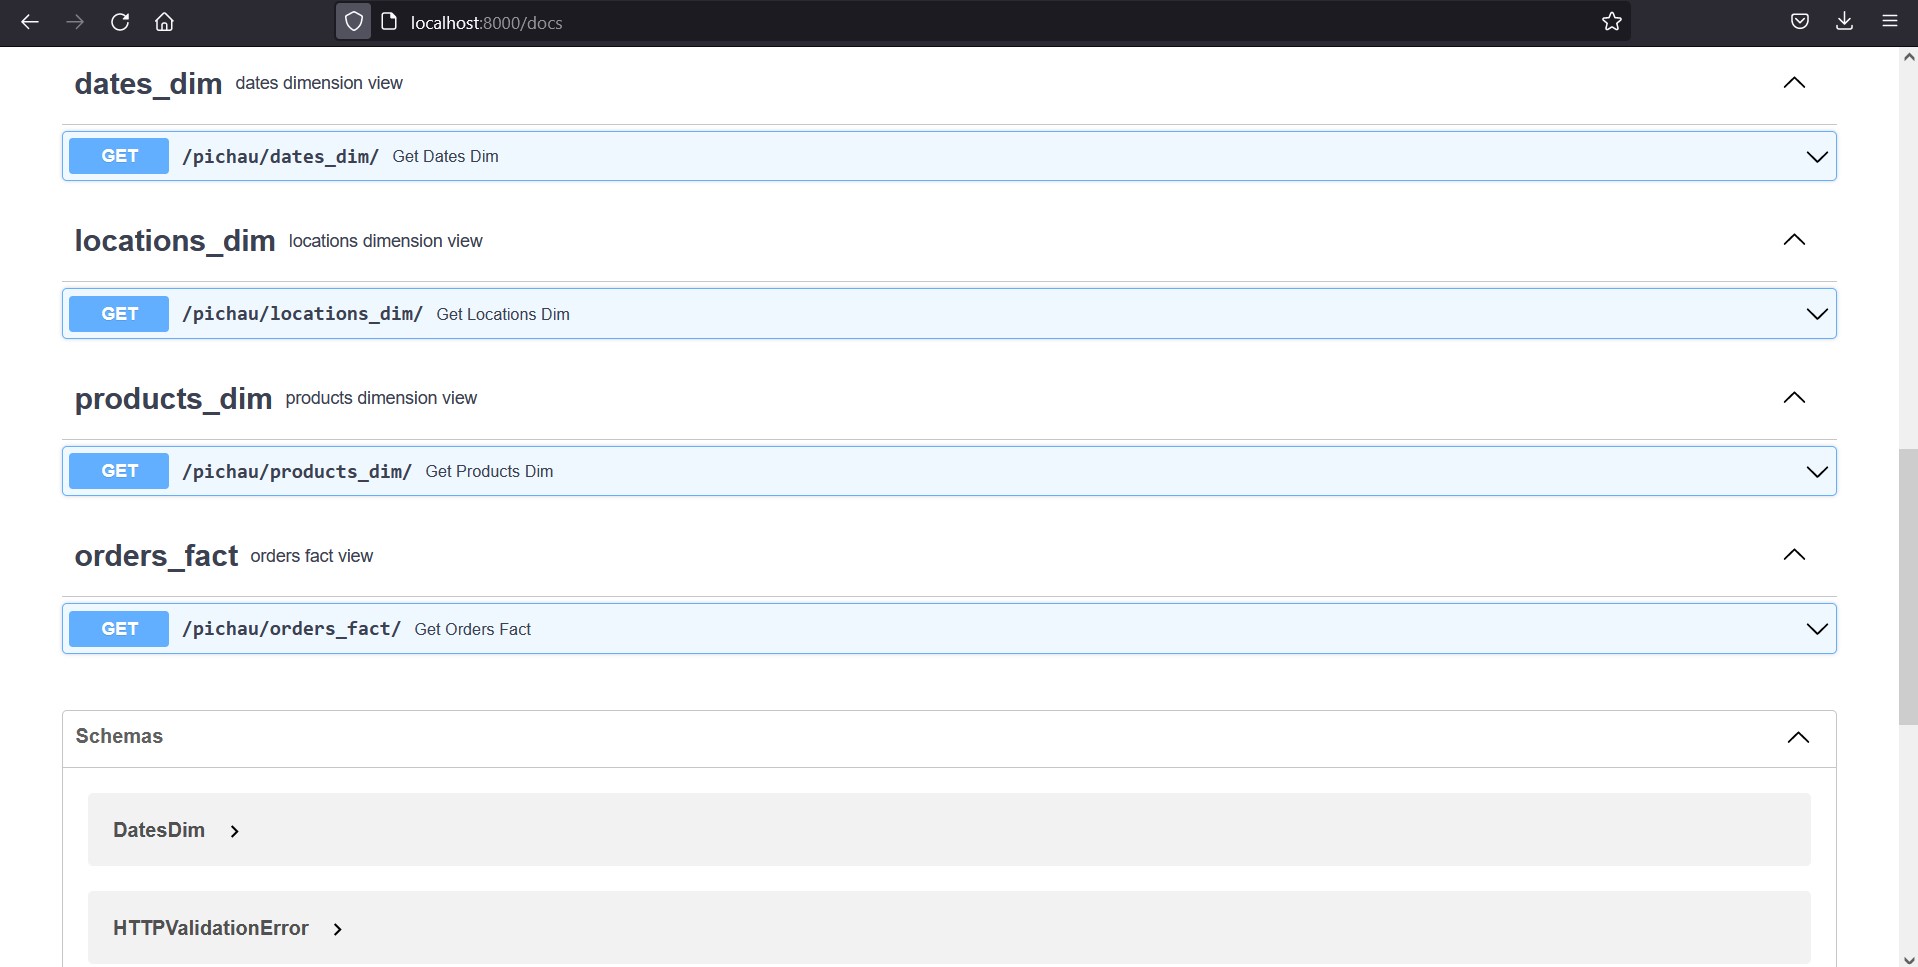 localhost:8000/docs
dates_dim dates dimension view
GET /pichau/dates_dim/ Get Dates Dim
locations_dim locations dimension view
GET /pichau/locations_dim/ Get Locations Dim
products_dim products dimension view
GET /pichau/products_dim/ Get Products Dim
orders_fact orders fact view
GET /pichau/orders_fact/ Get Orders Fact
Schemas
DatesDim
HTTPValidationError